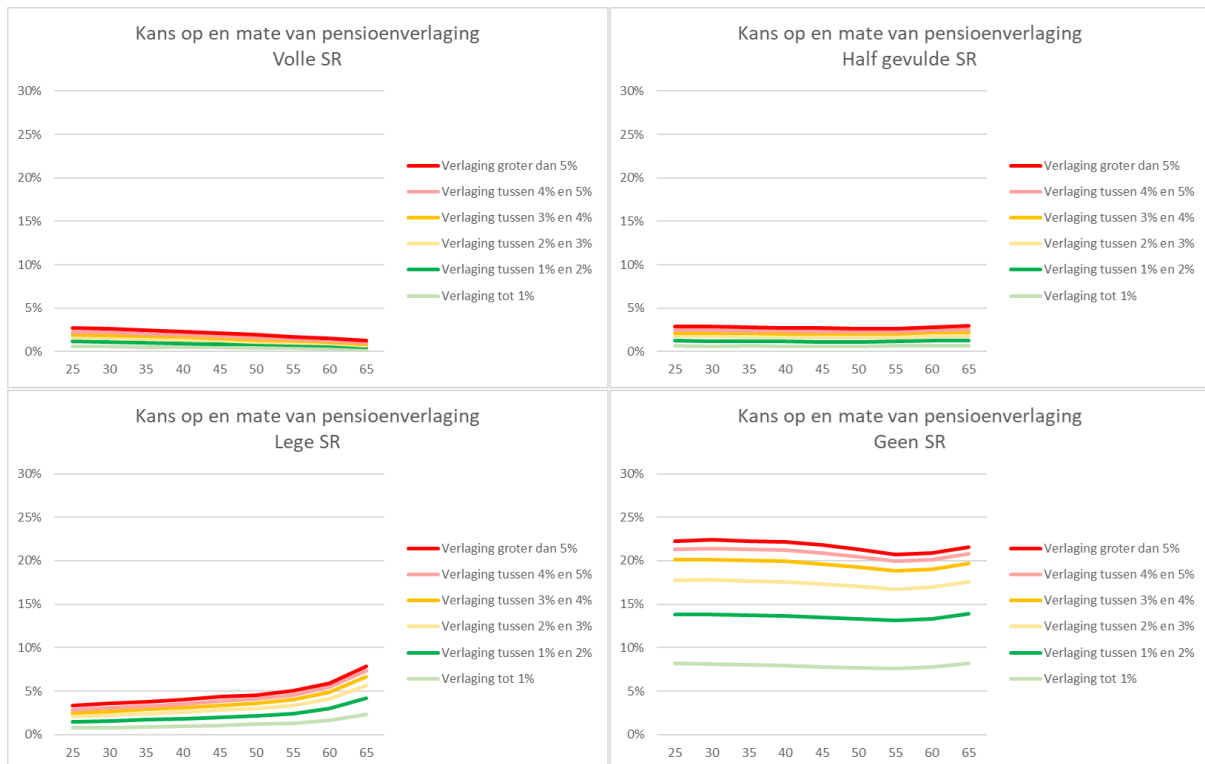 Kans op en mate van pensioenverlaging
Volle SR
30%
25%
20%
15%
10%
5%
0%
25 30 35 40 45 50 55 60 65
Verlaging groter dan 5%
Verlaging tussen 4% en 5%
Verlaging tussen 3% en 4%
Verlaging tussen 2% en 3%
Verlaging tussen 1% en 2%
Verlaging tot 1%
Kans op en mate van pensioenverlaging
Half gevulde SR
30%
25%
20%
15%
10%
5%
0%
25 30 35 40 45 50 55 60 65
Verlaging groter dan 5%
Verlaging tussen 4% en 5%
Verlaging tussen 3% en 4%
Verlaging tussen 2% en 3%
Verlaging tussen 1% en 2%
Verlaging tot 1%
Kans op en mate van pensioenverlaging
Lege SR
30%
25%
20%
15%
10%
5%
0%
25 30 35 40 45 50 55 60 65
Verlaging groter dan 5%
Verlaging tussen 4% en 5%
Verlaging tussen 3% en 4%
Verlaging tussen 2% en 3%
Verlaging tussen 1% en 2%
Verlaging tot 1%
Kans op en mate van pensioenverlaging
Geen SR
30%
25%
20%
15%
10%
5%
0%
25 30 35 40 45 50 55 60 65
Verlaging groter dan 5%
Verlaging tussen 4% en 5%
Verlaging tussen 3% en 4%
Verlaging tussen 2% en 3%
Verlaging tussen 1% en 2%
Verlaging tot 1%